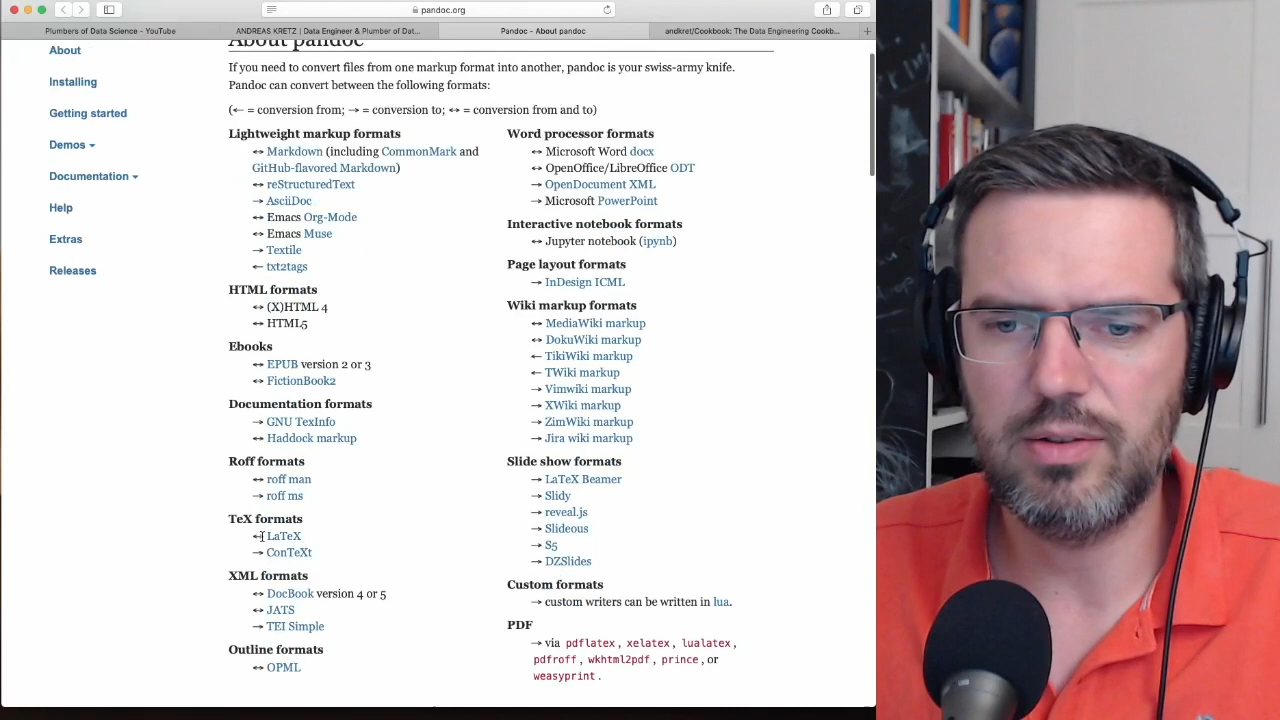 pandoc.org
Plumbers of Data Science - YouTube
ANDREAS KRETZ | Data Engineer & Plumber of Dat...
Pandoc - About pandoc
andkret/Cookbook: The Data Engineering Cookb...
About
Installing
Getting started
Demos
Documentation
Help
Extras
Releases
About pandoc
If you need to convert files from one markup format into another, pandoc is your swiss-army knife.
Pandoc can convert between the following formats:
(← = conversion from; → = conversion to; ↔ = conversion from and to)
Lightweight markup formats
↔ Markdown (including CommonMark and
GitHub-flavored Markdown)
↔ reStructuredText
→ AsciiDoc
↔ Emacs Org-Mode
↔ Emacs Muse
→ Textile
← txt2tags
HTML formats
↔ (X)HTML 4
↔ HTML5
Ebooks
↔ EPUB version 2 or 3
↔ FictionBook2
Documentation formats
→ GNU TexInfo
↔ Haddock markup
Roff formats
↔ roff man
→ roff ms
TeX formats
↔ LaTeX
→ ConTeXt
XML formats
↔ DocBook version 4 or 5
↔ JATS
→ TEI Simple
Outline formats
↔ OPML
Word processor formats
↔ Microsoft Word docx
↔ OpenOffice/LibreOffice ODT
→ OpenDocument XML
→ Microsoft PowerPoint
Interactive notebook formats
↔ Jupyter notebook (ipynb)
Page layout formats
→ InDesign ICML
Wiki markup formats
↔ MediaWiki markup
↔ DokuWiki markup
← TikiWiki markup
← TWiki markup
→ Vimwiki markup
→ XWiki markup
→ ZimWiki markup
→ Jira wiki markup
Slide show formats
→ LaTeX Beamer
→ Slidy
→ reveal.js
→ Slideous
→ S5
→ DZSlides
Custom formats
→ custom writers can be written in lua.
PDF
→ via pdflatex, xelatex, lualatex,
pdfroff, wkhtml2pdf, prince, or
weasyprint.